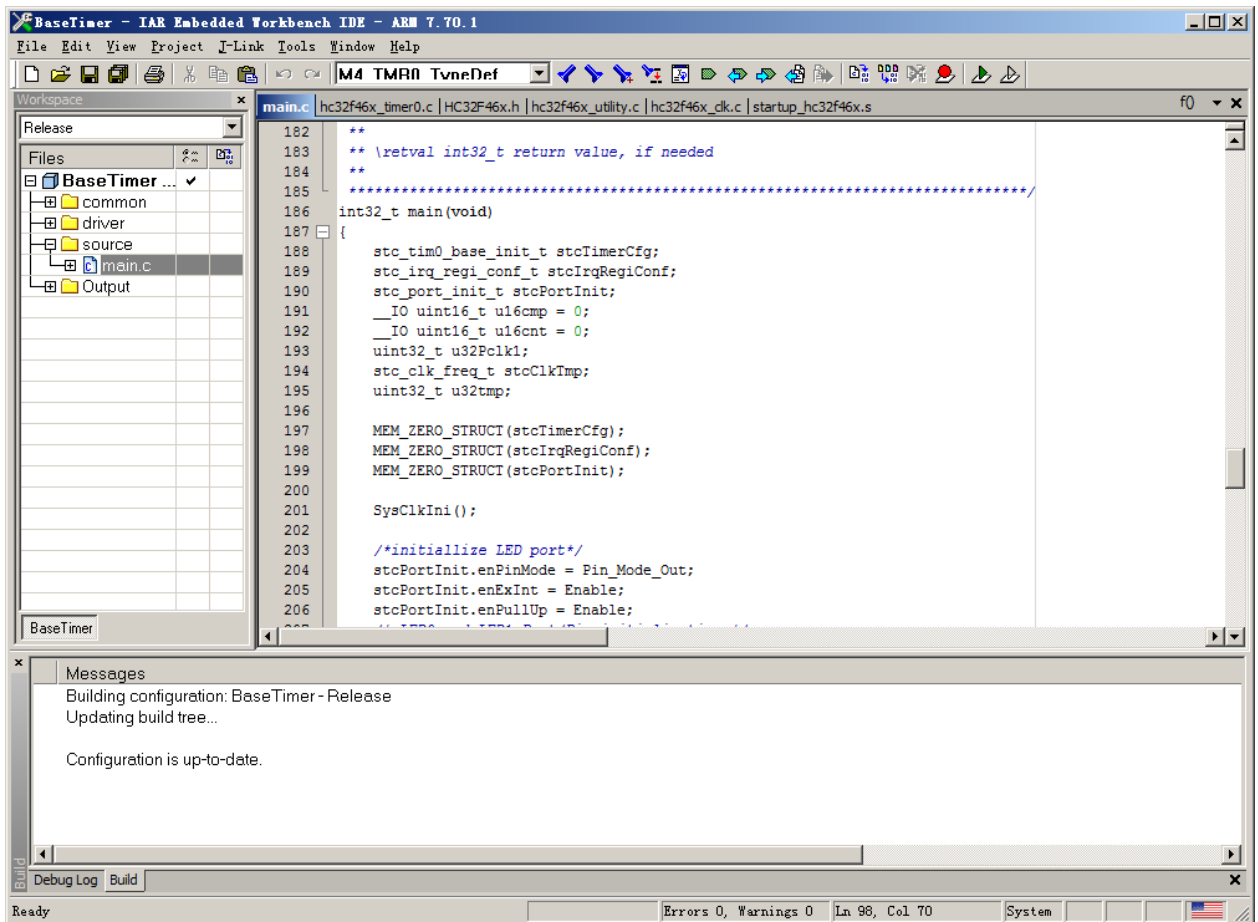 BaseTimer - IAR Embedded Workbench IDE - ARM 7.70.1
File Edit View Project J-Link Tools Window Help
M4_TMR0_TypeDef
Workspace
Release
Files
BaseTimer ...
common
driver
source
main.c
Output
BaseTimer
main.c hc32f46x_timer0.c | HC32F46x.h | hc32f46x_utility.c | hc32f46x_clk.c | startup_hc32f46x.s f()
182 **
183 ** \retval int32_t return value, if needed
184 **
185 *******************************************************************************/
186 int32_t main(void)
187 {
188 stc_tim0_base_init_t stcTimerCfg;
189 stc_irq_regi_conf_t stcIrqRegiConf;
190 stc_port_init_t stcPortInit;
191 __IO uint16_t u16cmp = 0;
192 __IO uint16_t u16cnt = 0;
193 uint32_t u32Pclk1;
194 stc_clk_freq_t stcClkTmp;
195 uint32_t u32tmp;
196
197 MEM_ZERO_STRUCT(stcTimerCfg);
198 MEM_ZERO_STRUCT(stcIrqRegiConf);
199 MEM_ZERO_STRUCT(stcPortInit);
200
201 SysClkIni();
202
203 /*initiallize LED port*/
204 stcPortInit.enPinMode = Pin_Mode_Out;
205 stcPortInit.enExInt = Enable;
206 stcPortInit.enPullUp = Enable;
Messages
Building configuration: BaseTimer - Release
Updating build tree...
Configuration is up-to-date.
Build
Debug Log Build
Ready Errors 0, Warnings 0 Ln 98, Col 70 System